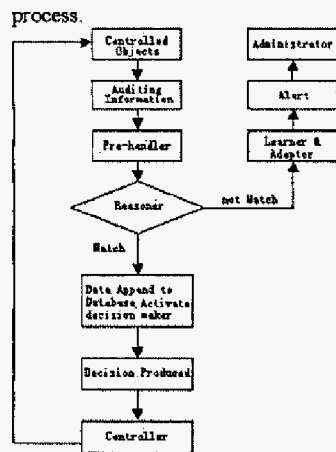 process.
Controlled
Objects
Administrator
Auditing
Information
Alert
Pre-handler
Learner &
Adapter
Reasoner
not Match
Match
Data Append to
Database, Activate
decision maker
Decision Produced
Controller